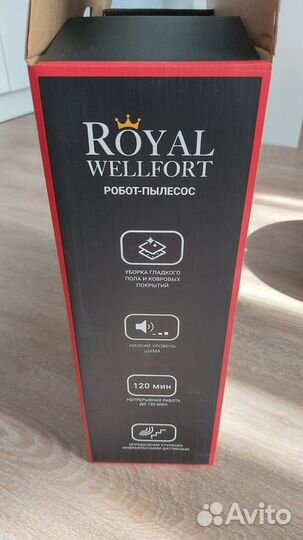 ROYAL
WELLFORT
РОБОТ-ПЫЛЕСОС
УБОРКА ГЛАДКОГО
ПОЛА И КОВРОВЫХ
ПОКРЫТИЙ
НИЗКИЙ УРОВЕНЬ
ШУМА
120 МИН
НЕПРЕРЫВНАЯ РАБОТА
ДО 120 МИН
ОПРЕДЕЛЕНИЕ СТУПЕНЕК
ИНФРАКРАСНЫМИ ДАТЧИКАМИ
Avito